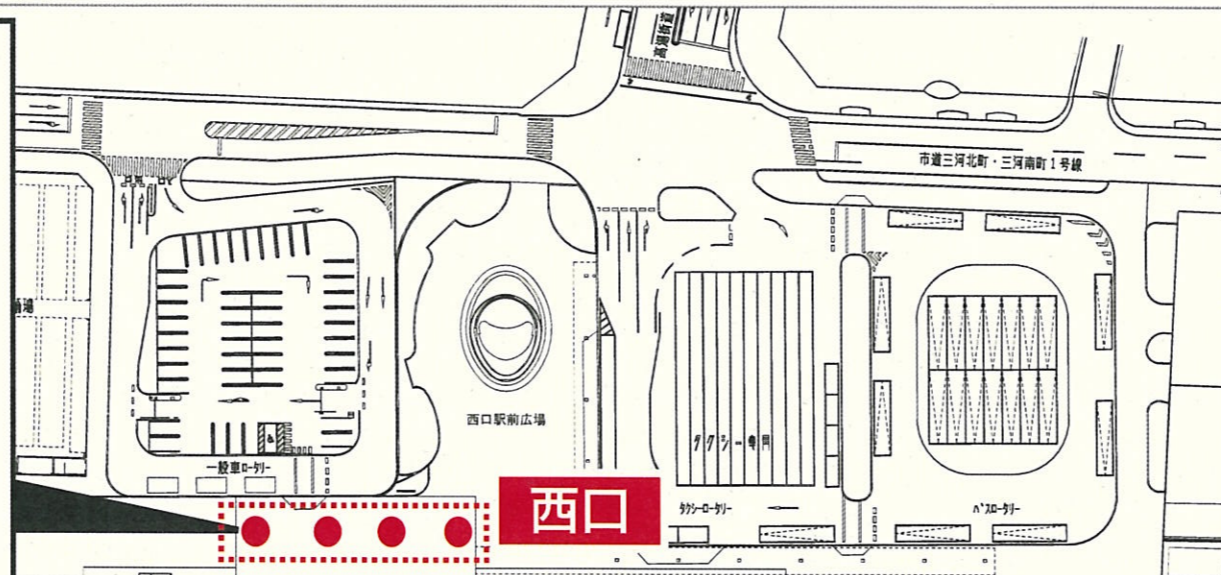 高湯街道
市道三河北町・三河南町1号線
西口駅前広場
タクシー専用
一般車ロータリー
西口
タクシーロータリー
バスロータリー